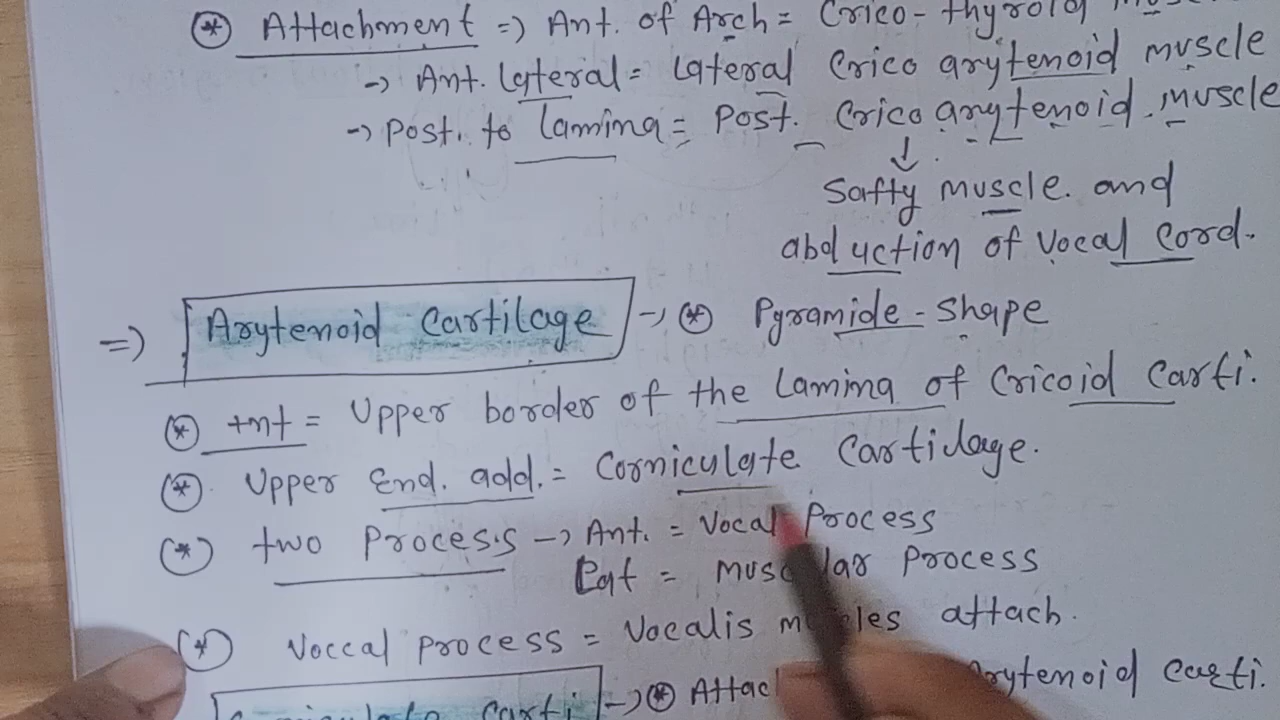 (*) Attachment => Ant. of Arch = Crico-thyroid
-> Ant. lateral = Lateral Crico arytenoid muscle
-> Post. to lamina = Post. Crico arytenoid. muscle
↓
Safty muscle. and
abduction of Vocal Cord.
=) Arytenoid Cartilage -> (*) Pyramide-Shape
(*) +nt = Upper border of the Lamina of Cricoid Carti.
(*) Upper End. add. = Corniculate Cartilage.
(*) two Process -> Ant. = Vocal Process
Lat = Muscular Process
(*) Voccal process = Vocalis attach.
Carti -> (*) Arytenoid Carti.